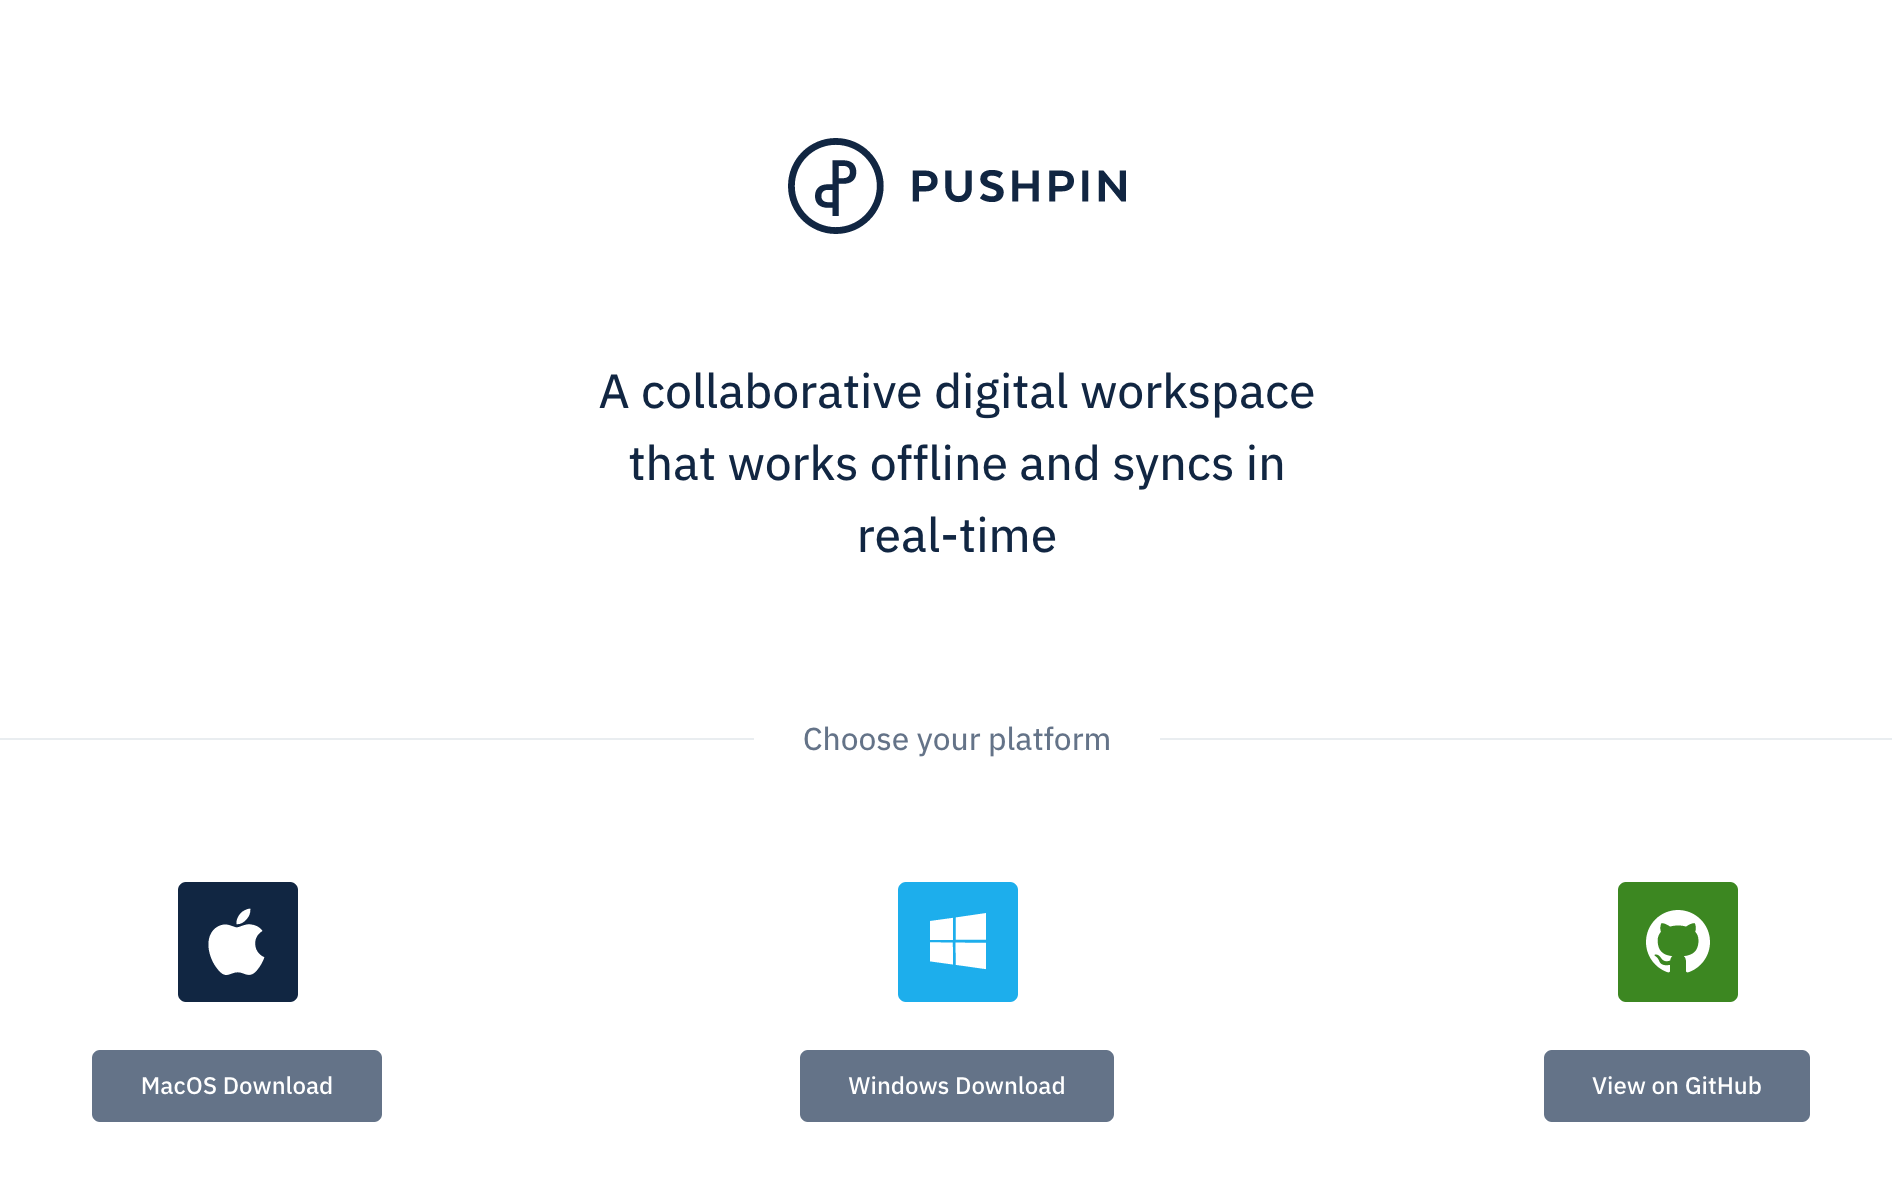 PUSHPIN
A collaborative digital workspace
that works offline and syncs in
real-time
Choose your platform
MacOS Download
Windows Download
View on GitHub